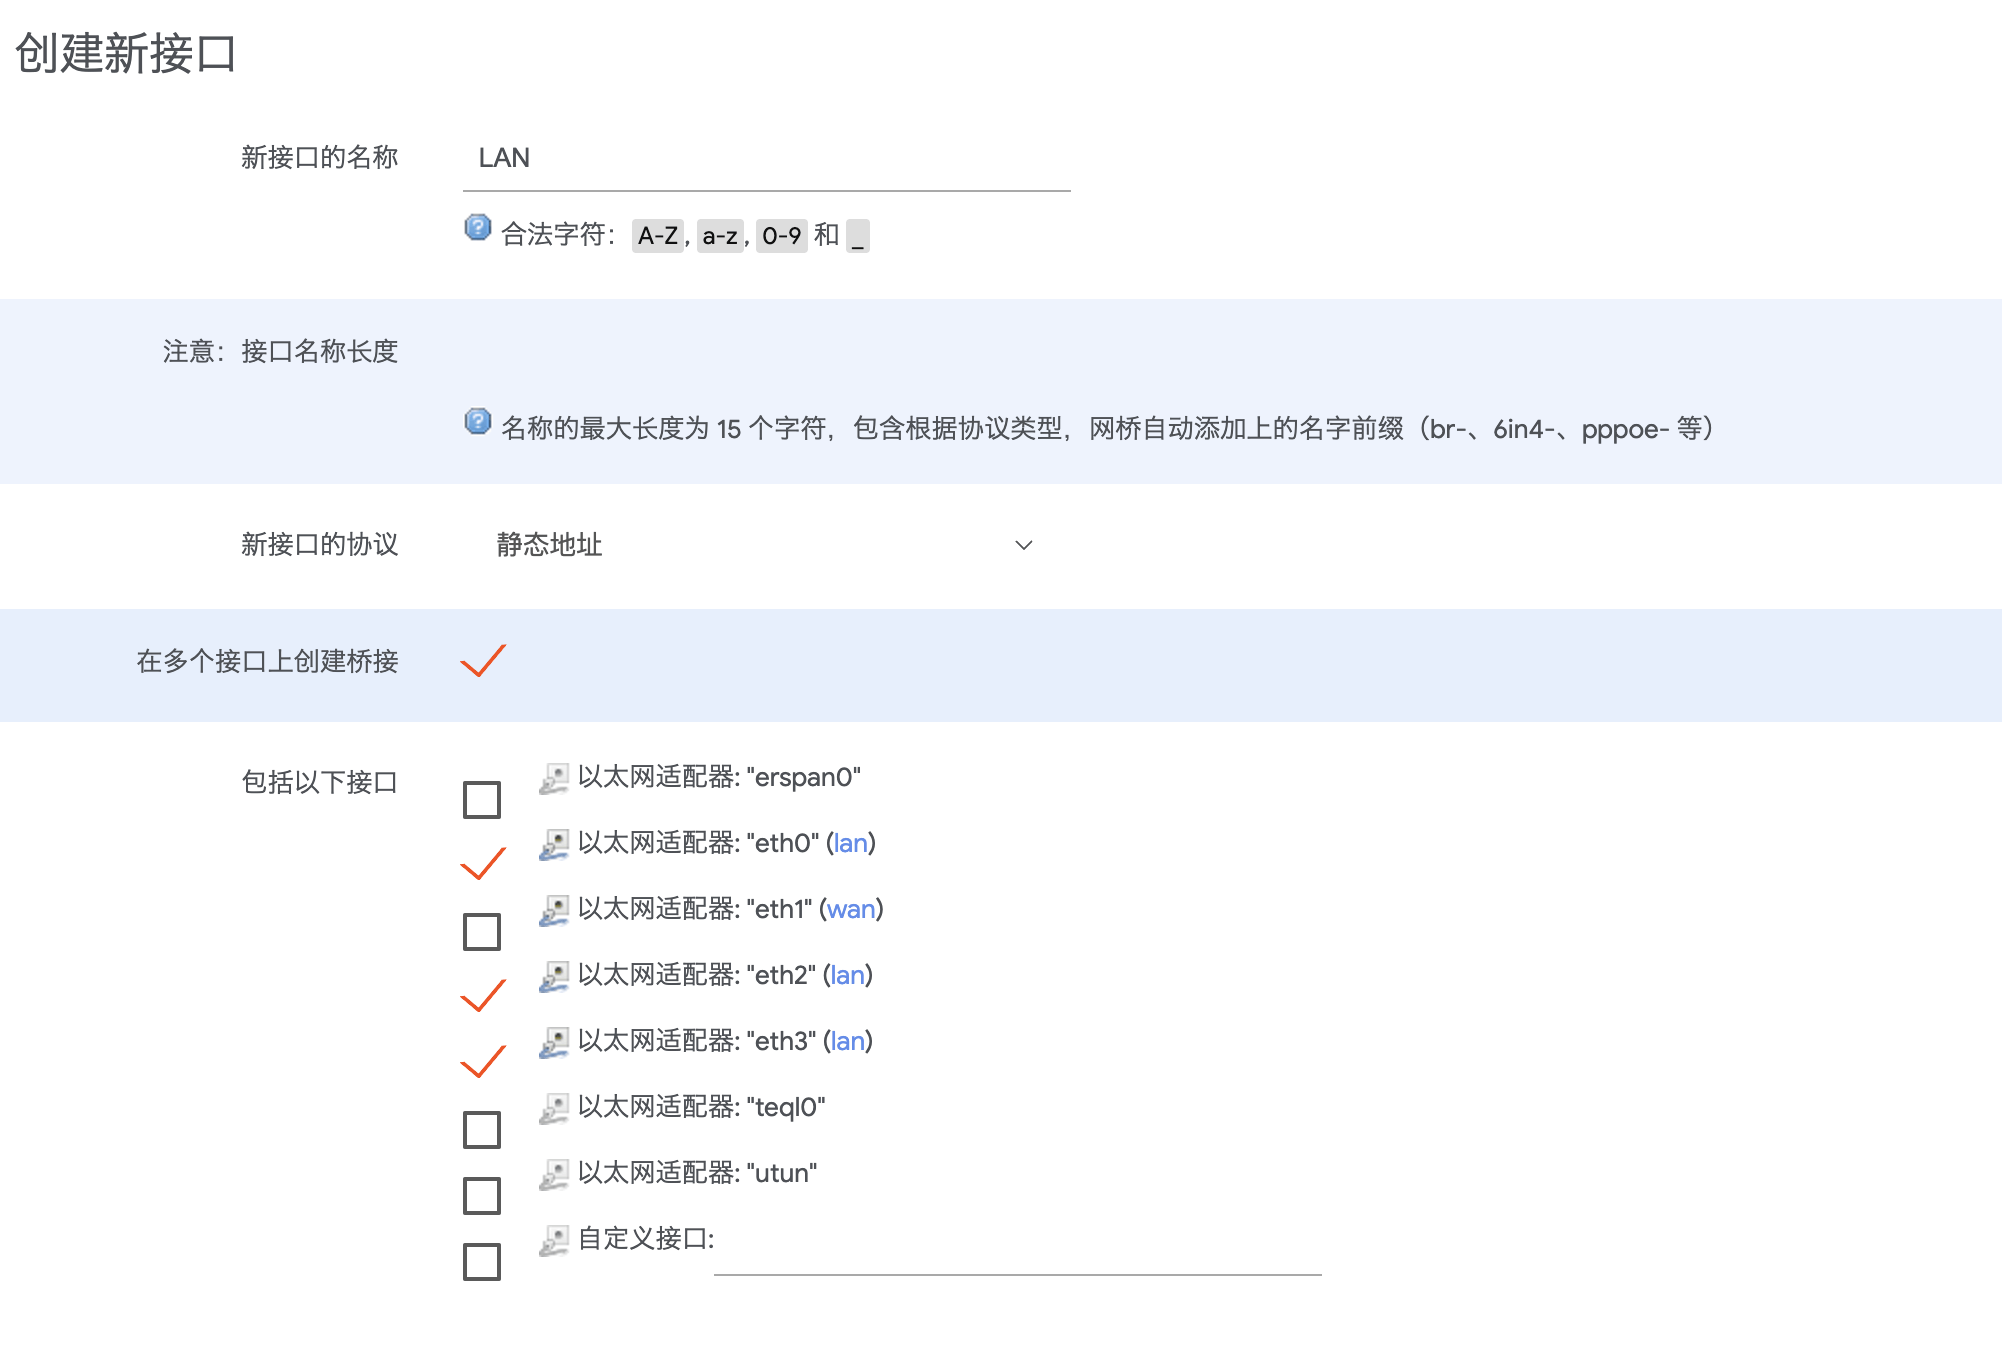 创建新接口
新接口的名称 LAN
合法字符： A-Z, a-z, 0-9 和 _
注意：接口名称长度
名称的最大长度为 15 个字符，包含根据协议类型，网桥自动添加上的名字前缀（br-、6in4-、pppoe- 等）
新接口的协议 静态地址
在多个接口上创建桥接
包括以下接口 以太网适配器: "erspan0"
以太网适配器: "eth0" (lan)
以太网适配器: "eth1" (wan)
以太网适配器: "eth2" (lan)
以太网适配器: "eth3" (lan)
以太网适配器: "teql0"
以太网适配器: "utun"
自定义接口: